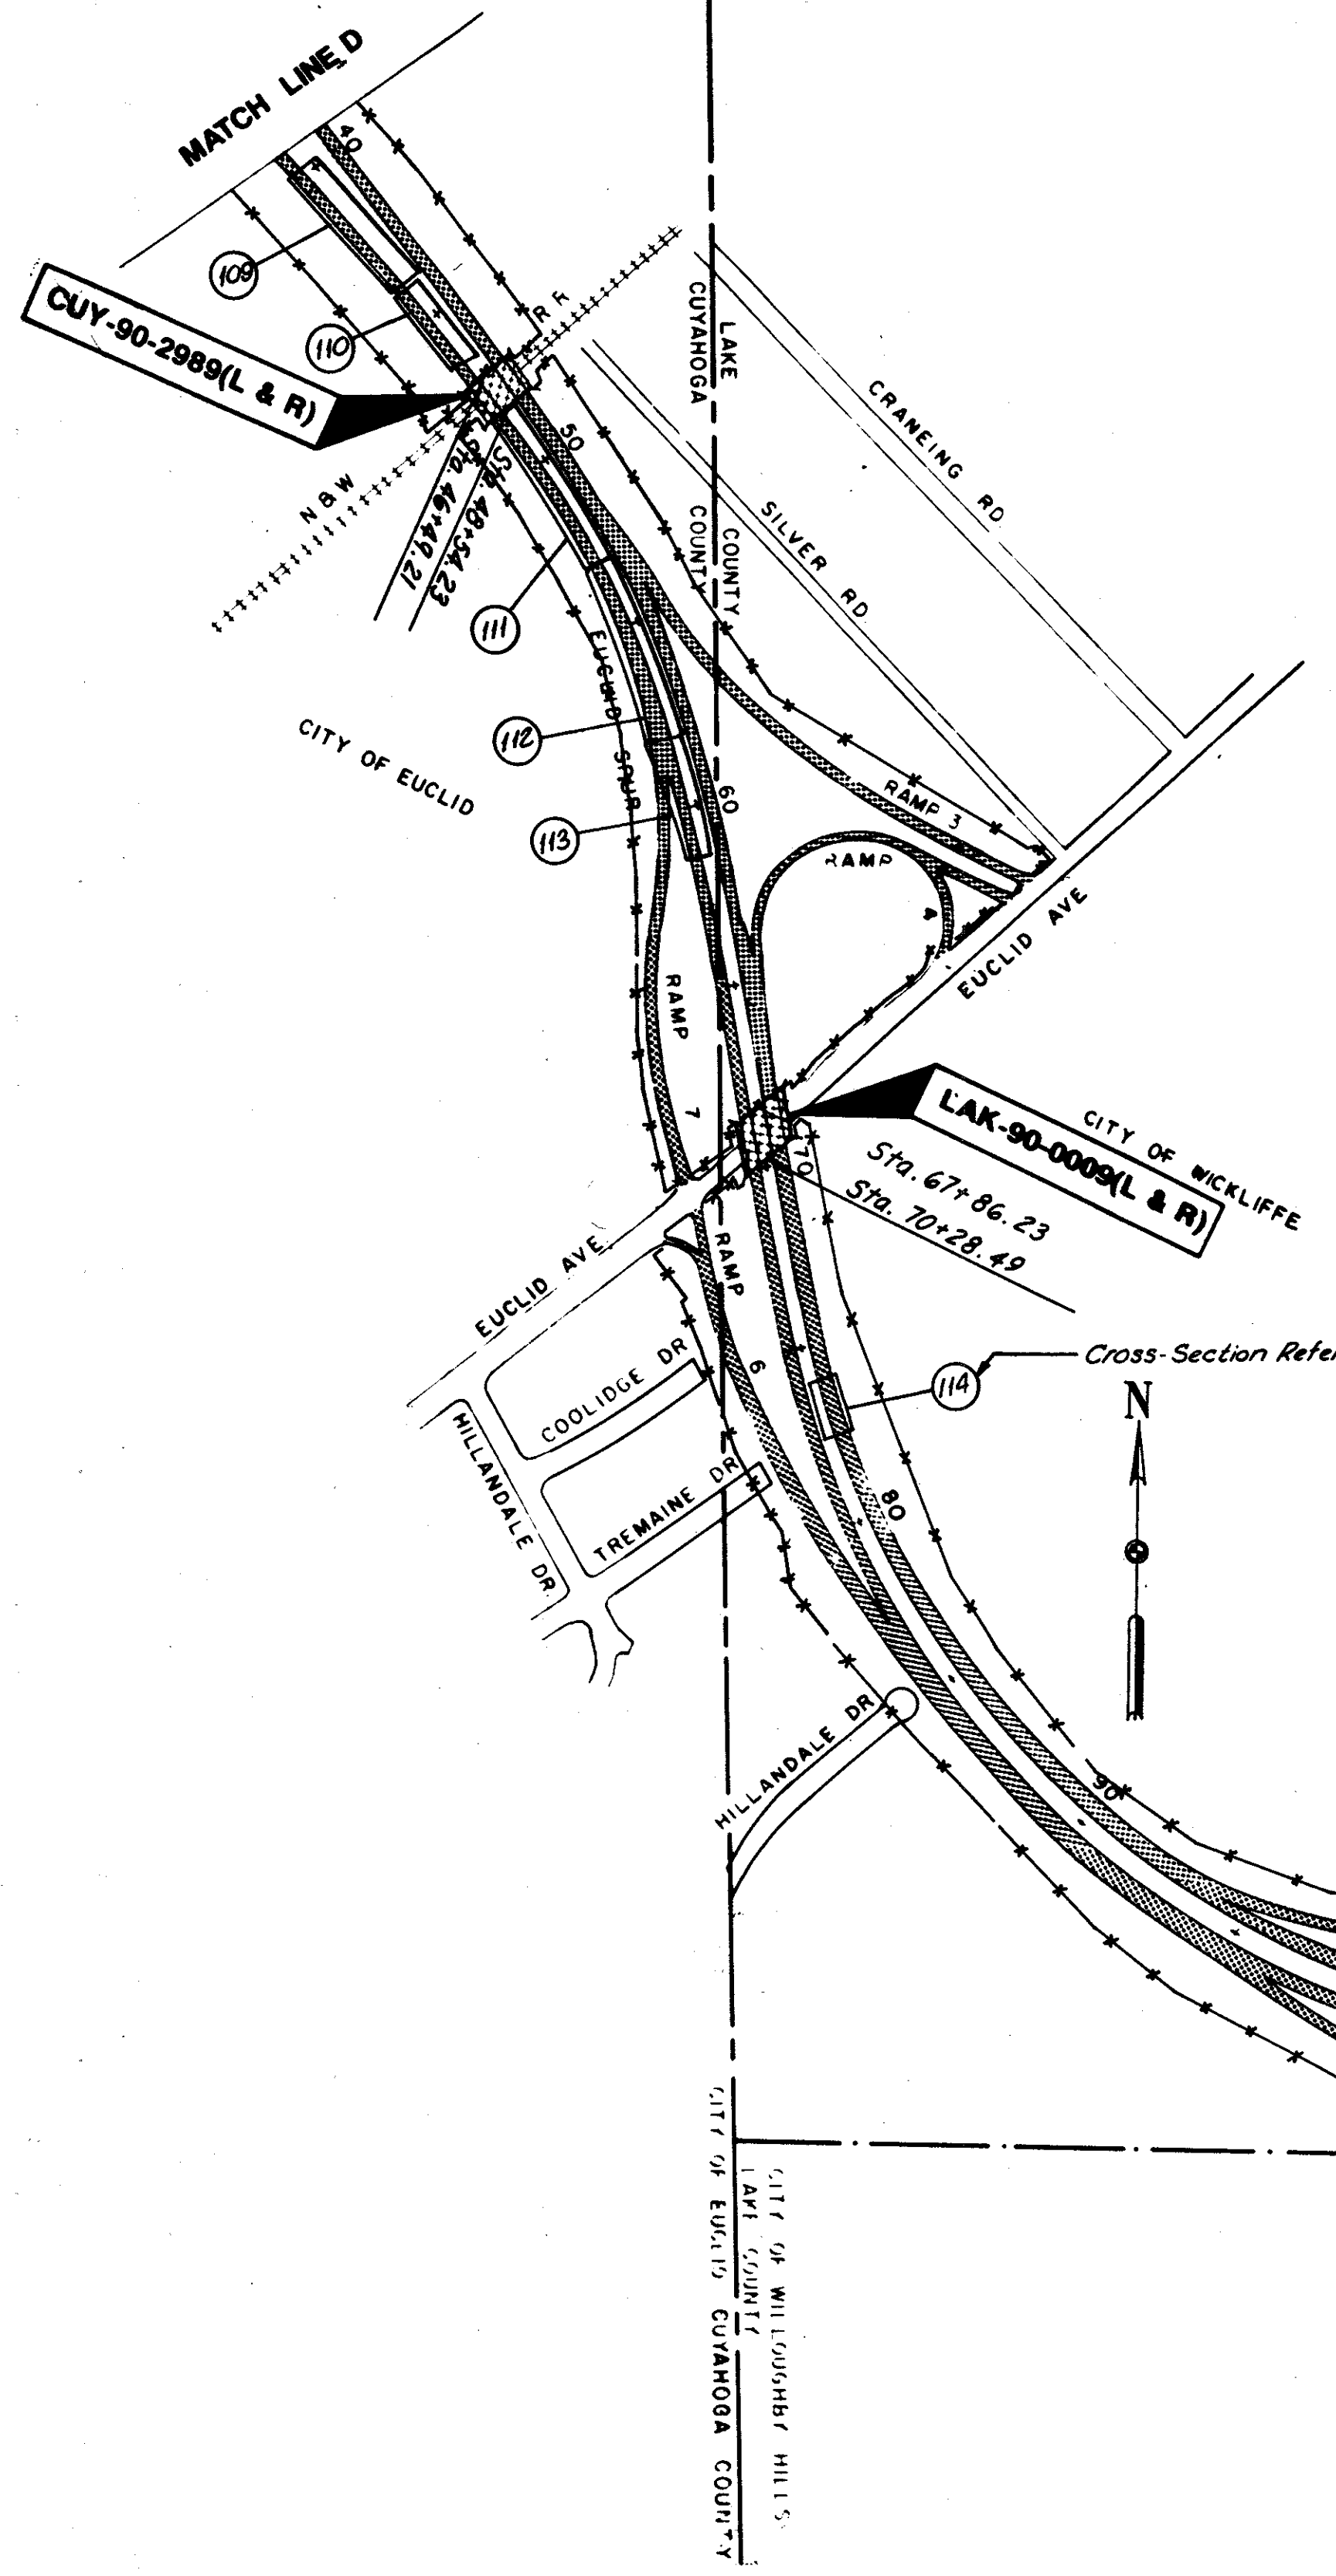 MATCH LINE D
40
109
CUY-90-2989(L & R)
110
R R
LAKE
CUYAHOGA
CRANEING RD
50
N & W
Sta. 46+49.21
Sta. 48+54.23
SILVER RD
COUNTY
COUNTY
111
EUCLID SPUR
112
CITY OF EUCLID
60
RAMP 3
113
RAMP
4
EUCLID AVE
RAMP
7
LAK-90-0009(L & R)
CITY OF WICKLIFFE
70
Sta. 67+86.23
Sta. 70+28.49
EUCLID AVE
RAMP
6
COOLIDGE DR
114
Cross-Section Refer
N
HILLANDALE DR
TREMAINE DR
80
HILLANDALE DR
90
CITY OF WILLOUGHBY HILLS
LAKE COUNTY
CITY OF EUCLID CUYAHOGA COUNTY